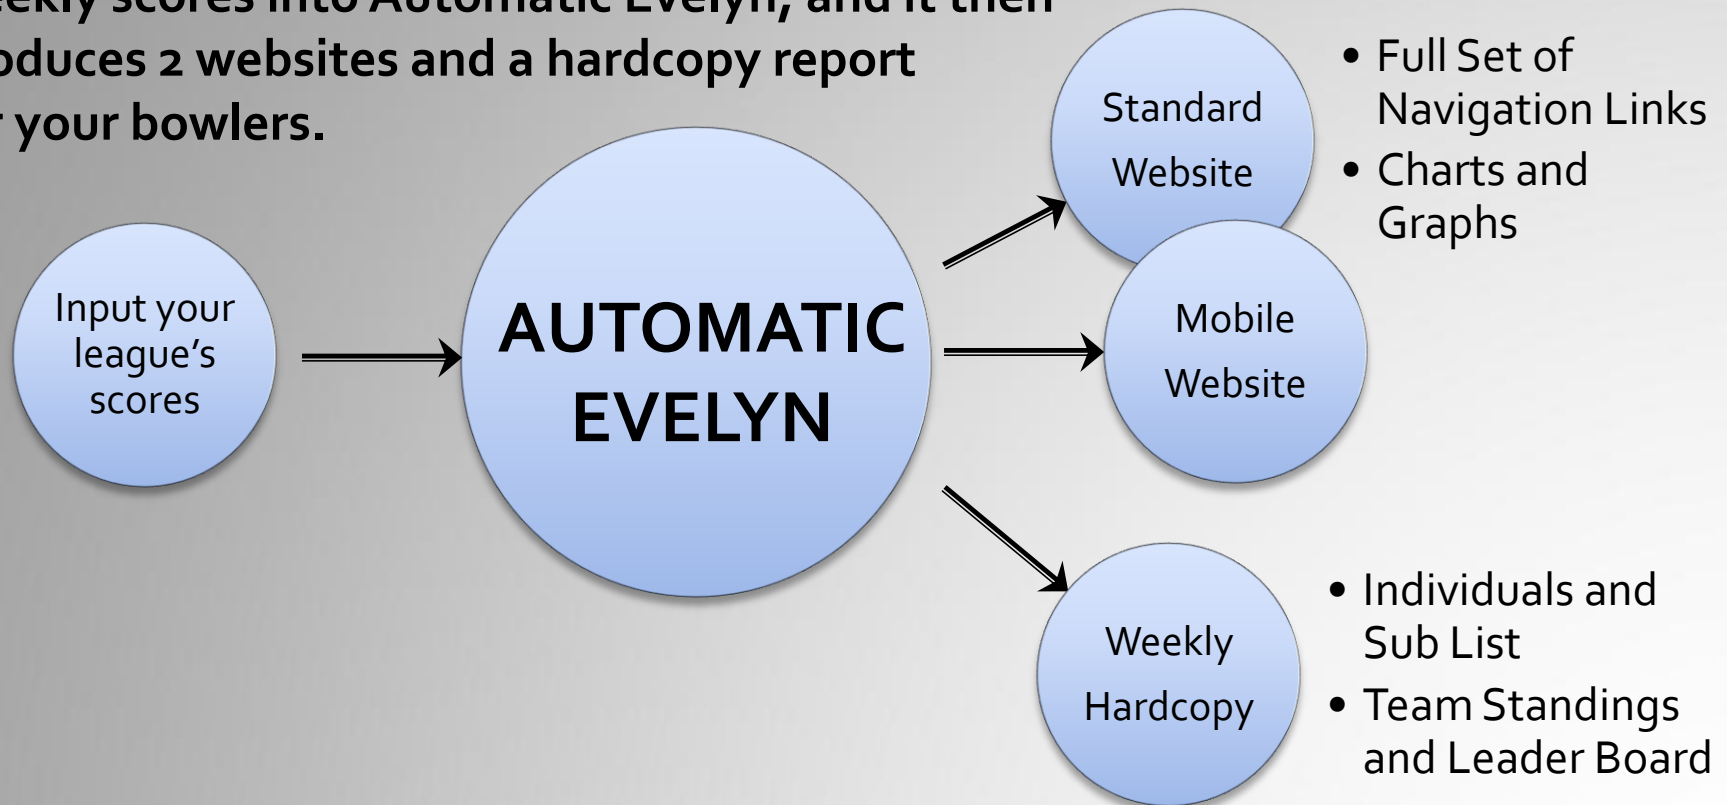 weekly scores into Automatic Evelyn, and it then
produces 2 websites and a hardcopy report
your bowlers.
Standard
Website
• Full Set of
Navigation Links
• Charts and
Graphs
Input your
league's
scores
AUTOMATIC
EVELYN
Mobile
Website
Weekly
Hardcopy
• Individuals and
Sub List
• Team Standings
and Leader Board